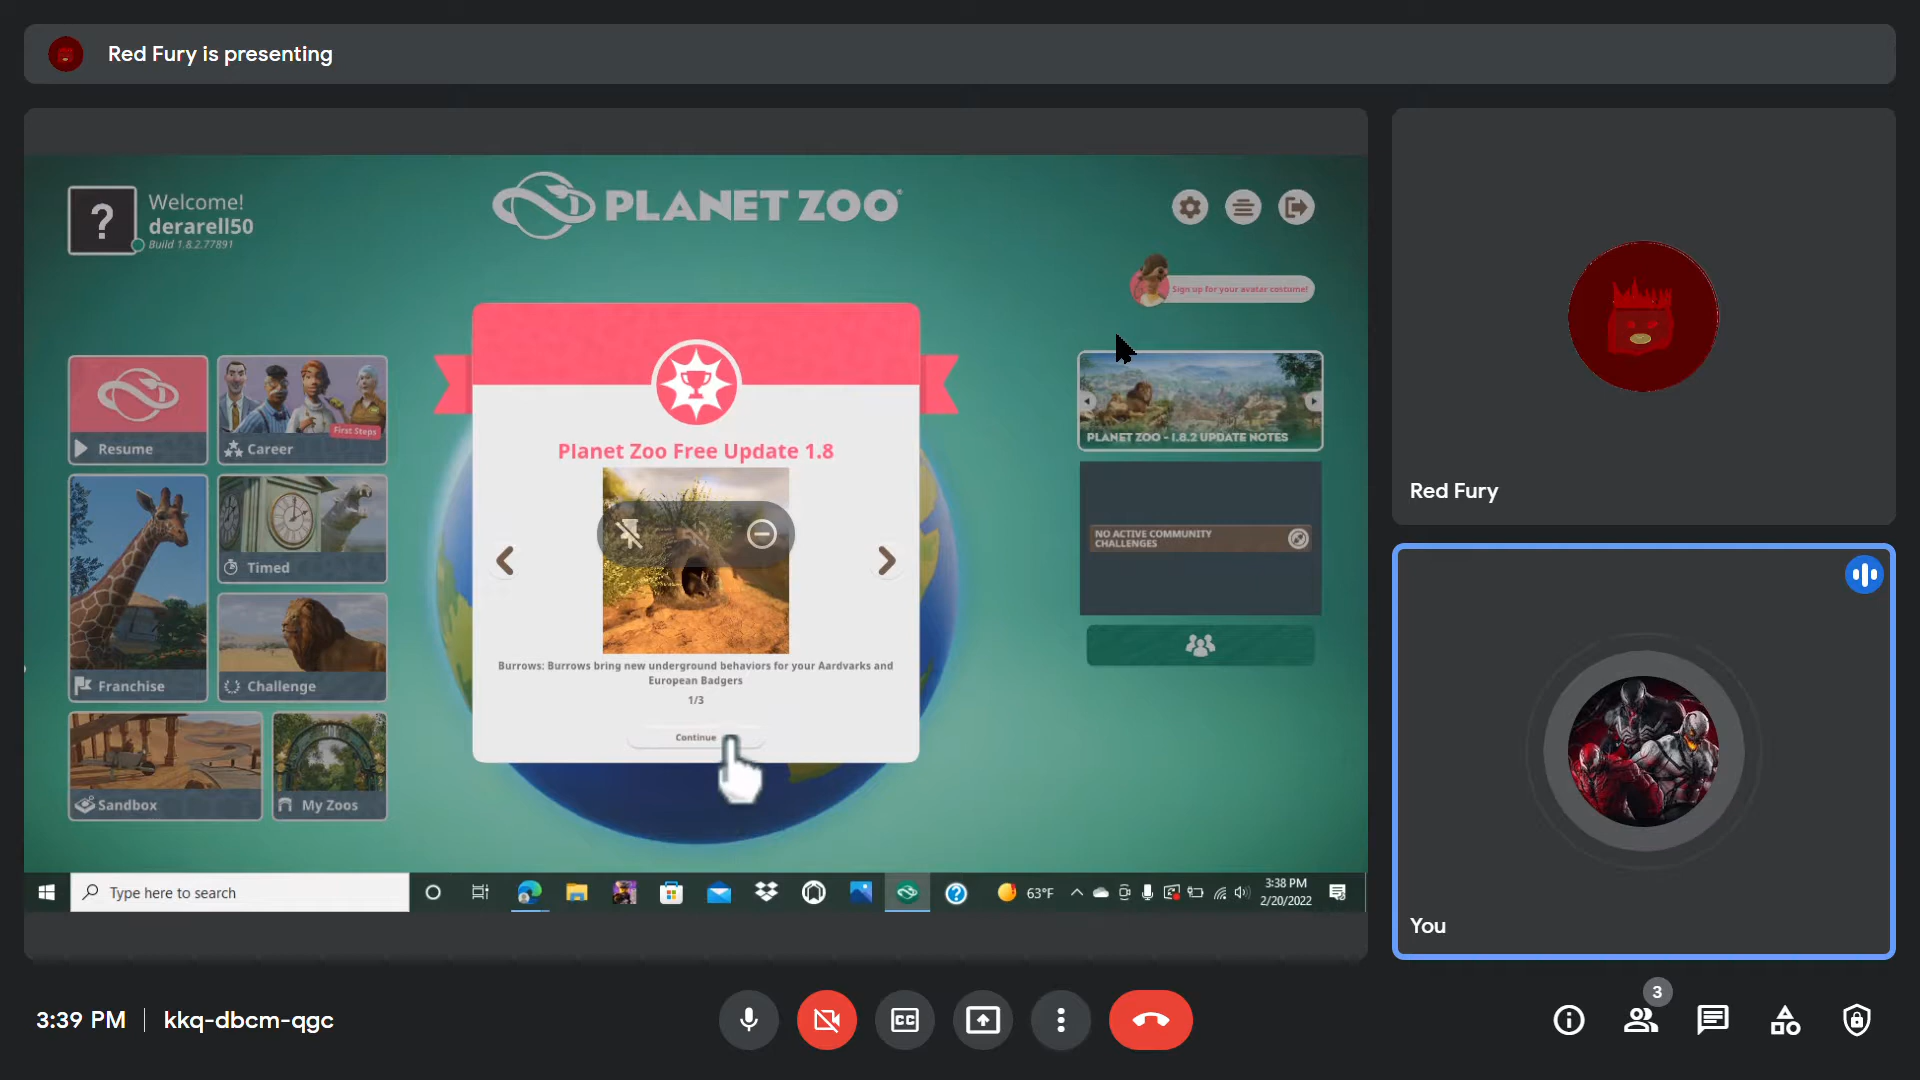 Red Fury is presenting
Welcome!
derarell50
Build 1.8.2.77891
PLANET ZOO
Sign up for your avatar costume!
Resume
First Steps
Career
Planet Zoo Free Update 1.8
PLANET ZOO - 1.8.2 UPDATE NOTES
Timed
NO ACTIVE COMMUNITY
CHALLENGES
Franchise
Challenge
Burrows: Burrows bring new underground behaviors for your Aardvarks and
European Badgers
1/3
Continue
Sandbox
My Zoos
Type here to search
63°F
3:38 PM
2/20/2022
Red Fury
You
3:39 PM
kkq-dbcm-qgc
CC
3